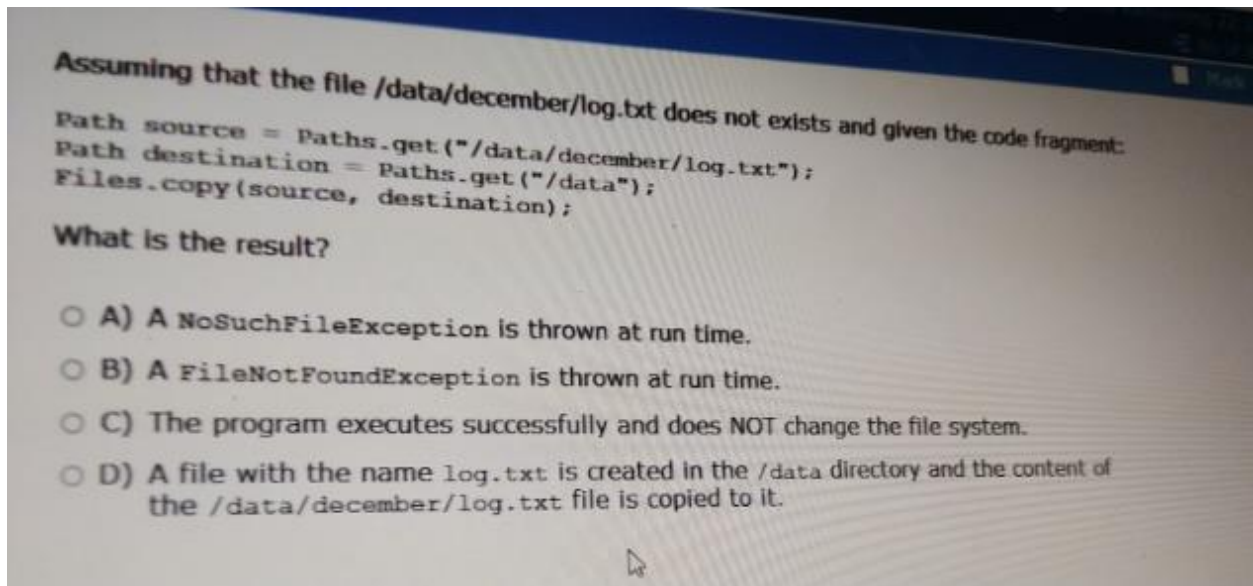 Assuming that the file /data/december/log.txt does not exists and given the code fragment:
Path source = Paths.get("/data/december/log.txt");
Path destination = Paths.get("/data");
Files.copy(source, destination);
What is the result?
A) A NoSuchFileException is thrown at run time.
B) A FileNotFoundException is thrown at run time.
C) The program executes successfully and does NOT change the file system.
D) A file with the name log.txt is created in the /data directory and the content of
the /data/december/log.txt file is copied to it.